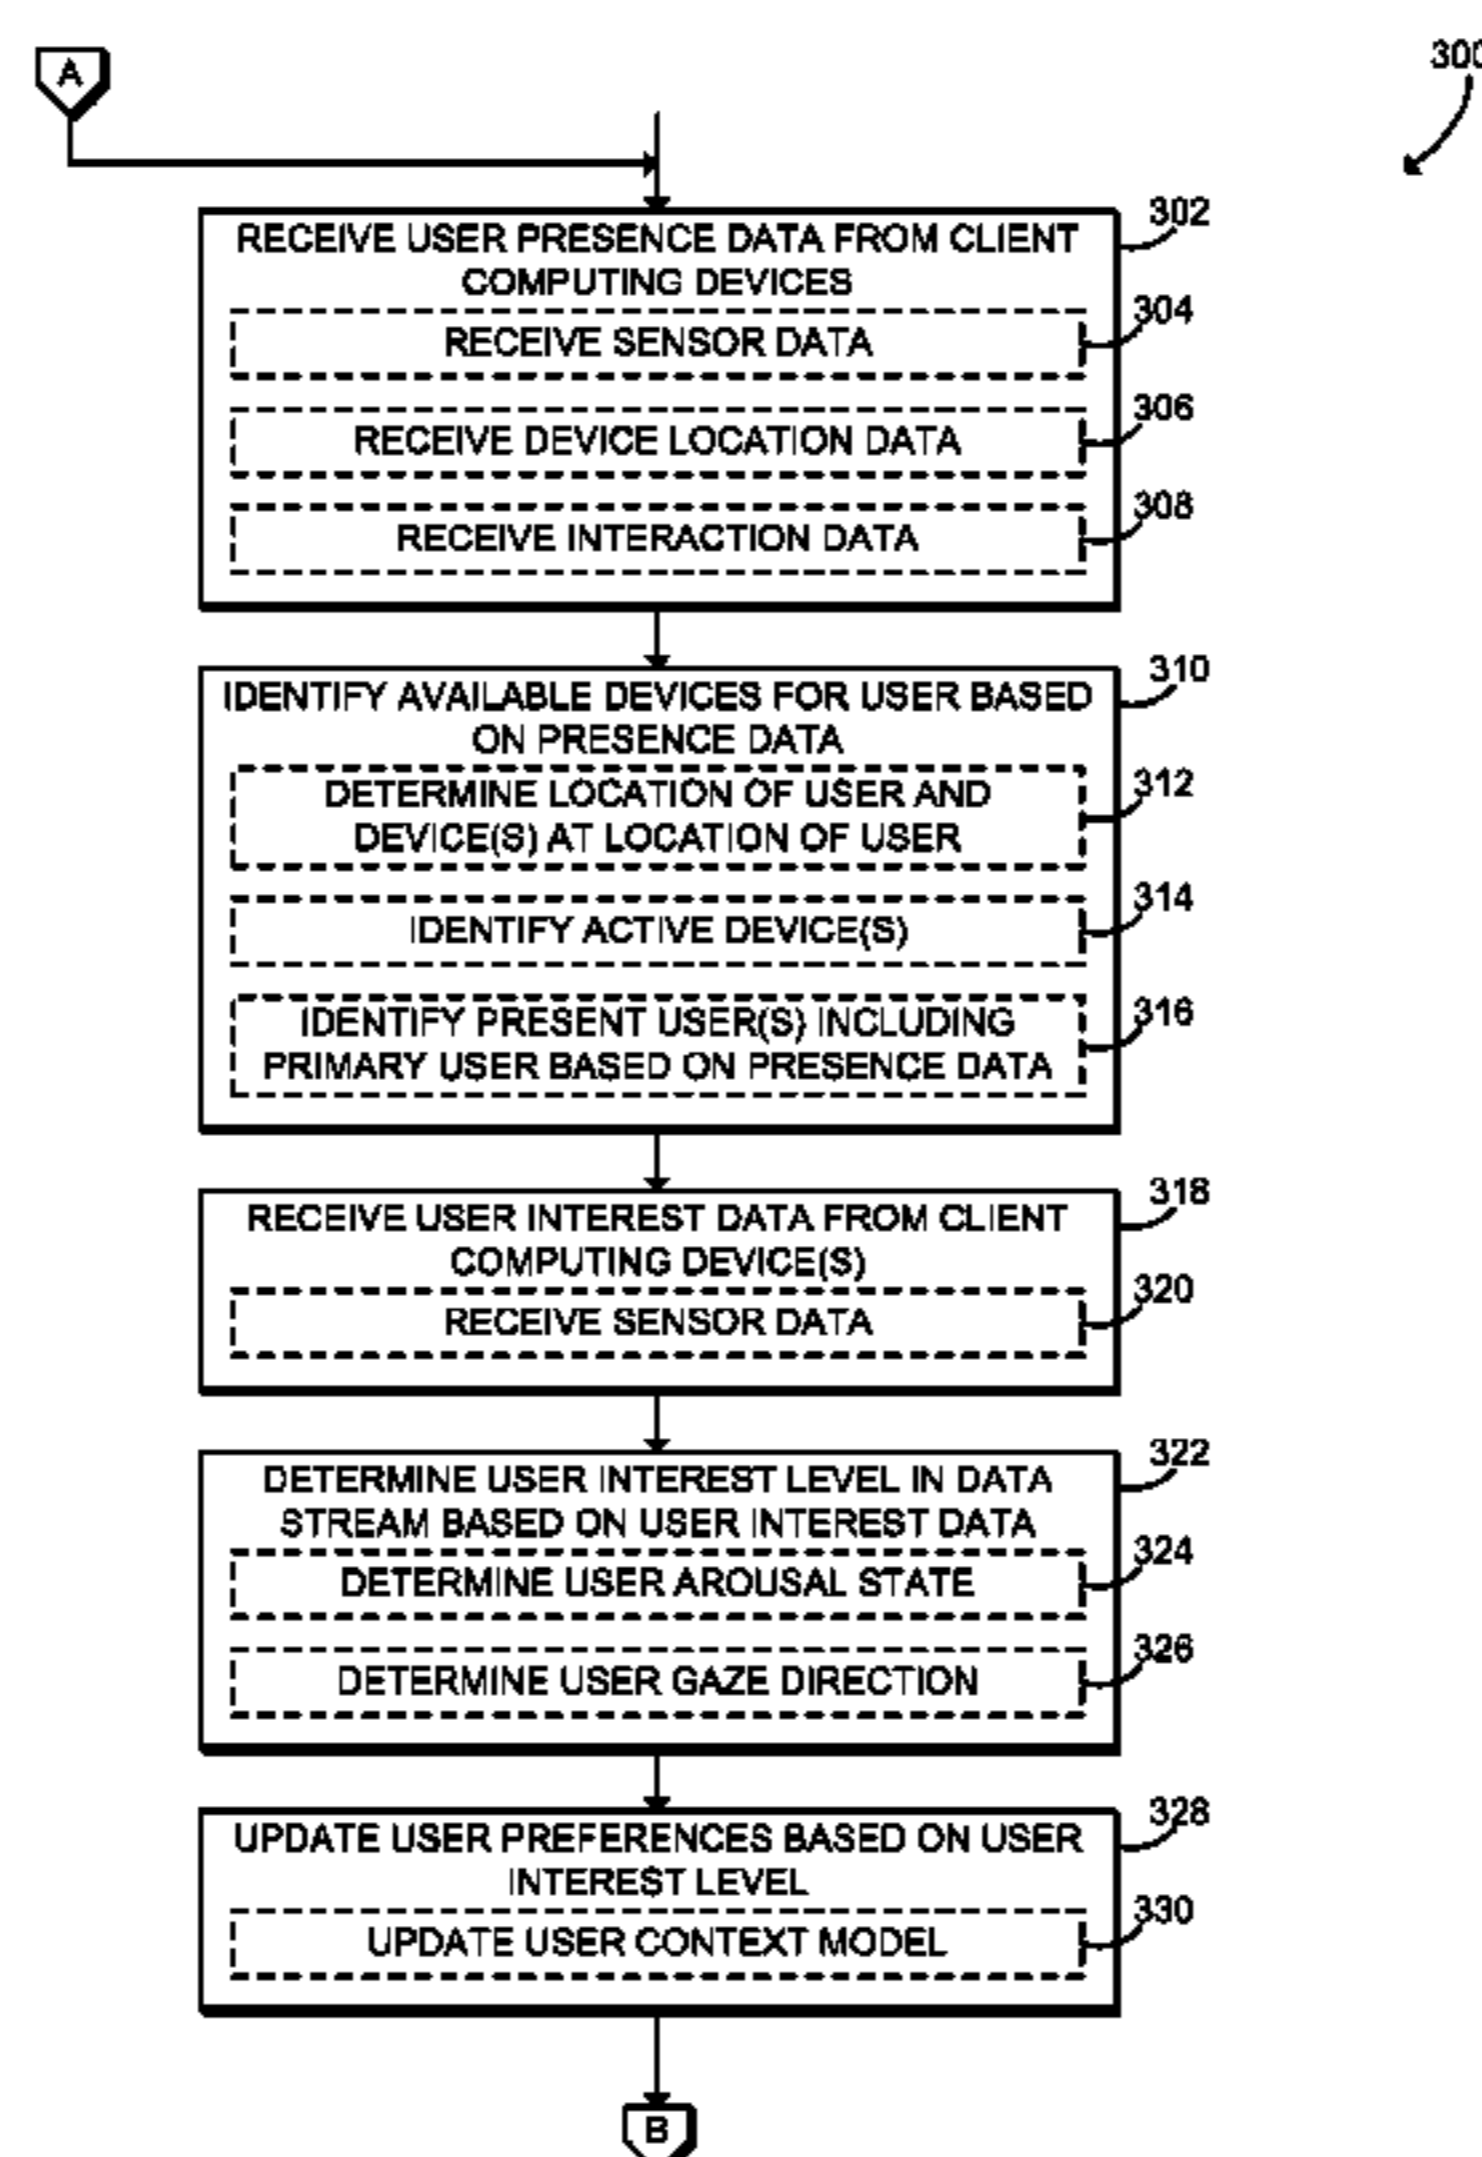 A
300
302
RECEIVE USER PRESENCE DATA FROM CLIENT
COMPUTING DEVICES
304
RECEIVE SENSOR DATA
306
RECEIVE DEVICE LOCATION DATA
308
RECEIVE INTERACTION DATA
310
IDENTIFY AVAILABLE DEVICES FOR USER BASED
ON PRESENCE DATA
312
DETERMINE LOCATION OF USER AND
DEVICE(S) AT LOCATION OF USER
314
IDENTIFY ACTIVE DEVICE(S)
316
IDENTIFY PRESENT USER(S) INCLUDING
PRIMARY USER BASED ON PRESENCE DATA
318
RECEIVE USER INTEREST DATA FROM CLIENT
COMPUTING DEVICE(S)
320
RECEIVE SENSOR DATA
322
DETERMINE USER INTEREST LEVEL IN DATA
STREAM BASED ON USER INTEREST DATA
324
DETERMINE USER AROUSAL STATE
326
DETERMINE USER GAZE DIRECTION
328
UPDATE USER PREFERENCES BASED ON USER
INTEREST LEVEL
330
UPDATE USER CONTEXT MODEL
B